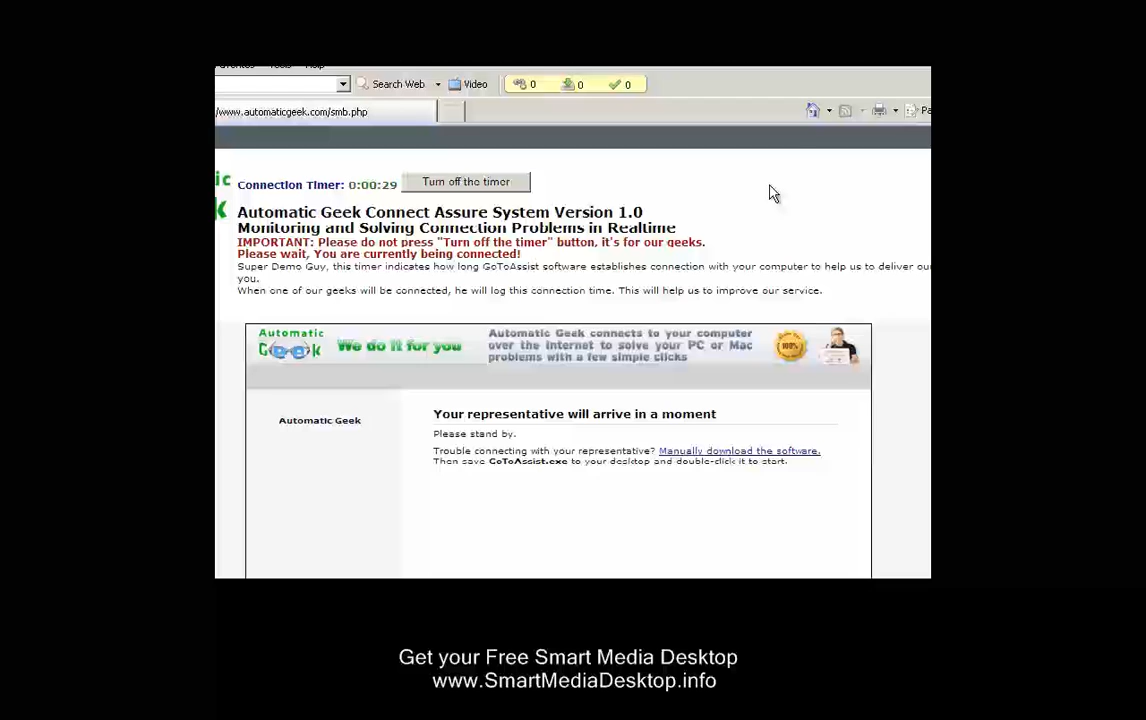 Search Web Video 0 0 0
/www.automaticgeek.com/smb.php
ic Connection Timer: 0:00:29 Turn off the timer
k Automatic Geek Connect Assure System Version 1.0
Monitoring and Solving Connection Problems in Realtime
IMPORTANT: Please do not press "Turn off the timer" button, it's for our geeks.
Please wait, You are currently being connected!
Super Demo Guy, this timer indicates how long GoToAssist software establishes connection with your computer to help us to deliver ou
you.
When one of our geeks will be connected, he will log this connection time. This will help us to improve our service.
Automatic Geek We do it for you
Automatic Geek connects to your computer
over the Internet to solve your PC or Mac
problems with a few simple clicks
100%
Automatic Geek
Your representative will arrive in a moment
Please stand by.
Trouble connecting with your representative? Manually download the software.
Then save GoToAssist.exe to your desktop and double-click it to start.
Get your Free Smart Media Desktop
www.SmartMediaDesktop.info